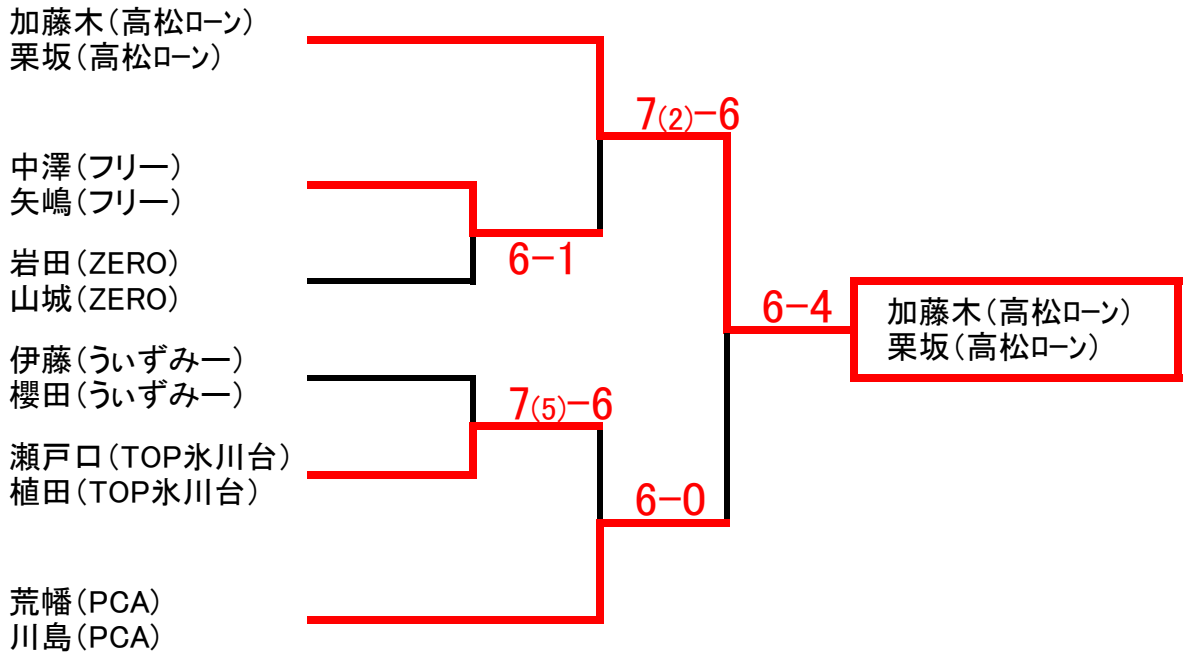 加藤木(高松ローン)
栗坂(高松ローン)
7(2)-6
中澤(フリー)
矢嶋(フリー)
6-1
岩田(ZERO)
山城(ZERO)
6-4
加藤木(高松ローン)
栗坂(高松ローン)
伊藤(うぃずみー)
櫻田(うぃずみー)
7(5)-6
瀬戸口(TOP氷川台)
植田(TOP氷川台)
6-0
荒幡(PCA)
川島(PCA)